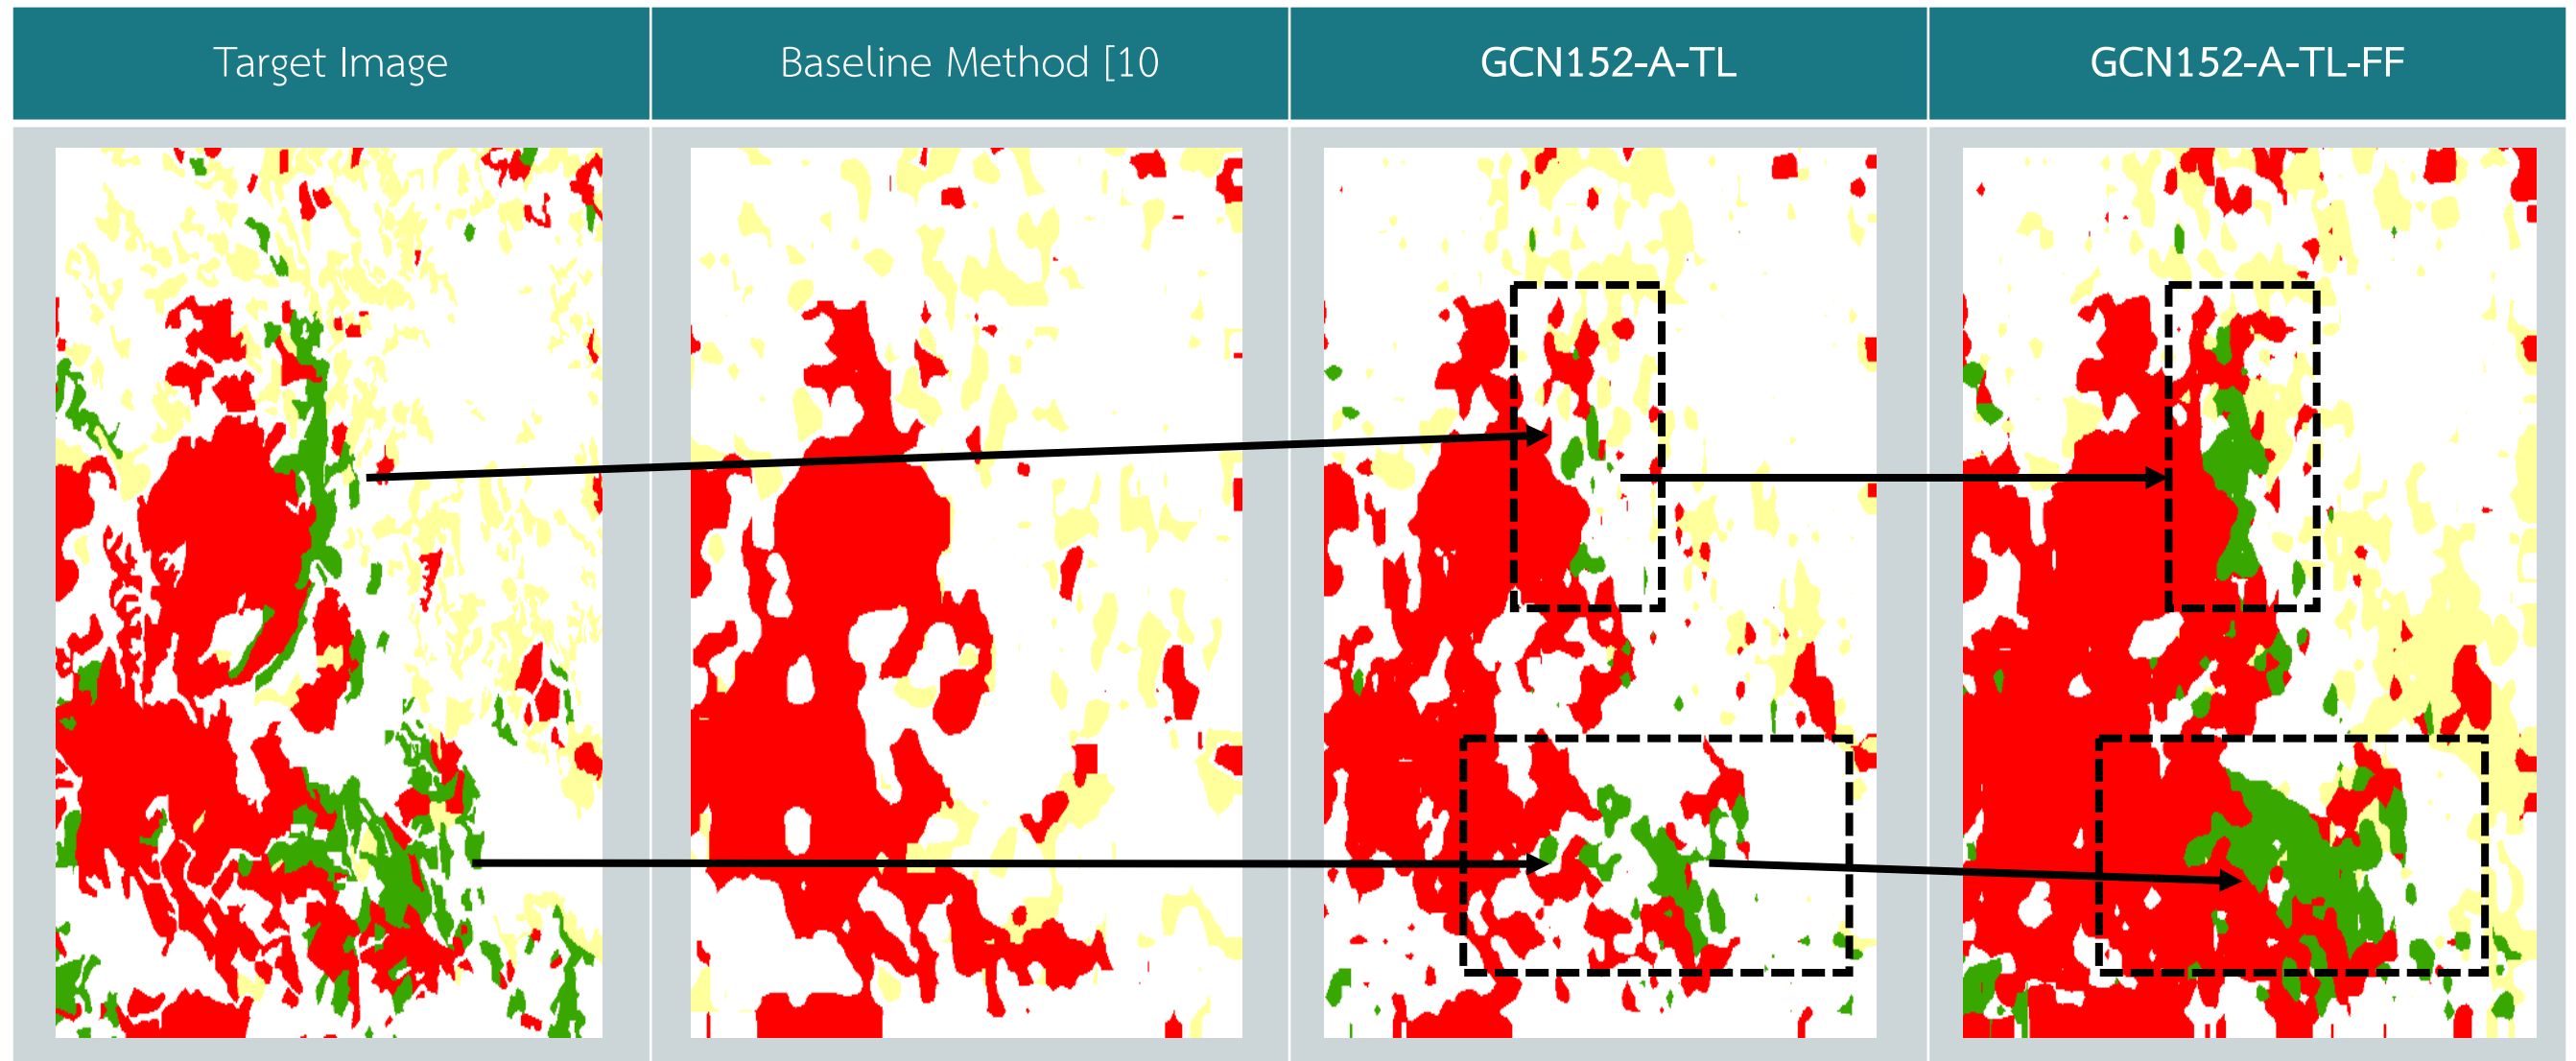 Target Image
Baseline Method [10
GCN152-A-TL
GCN152-A-TL-FF